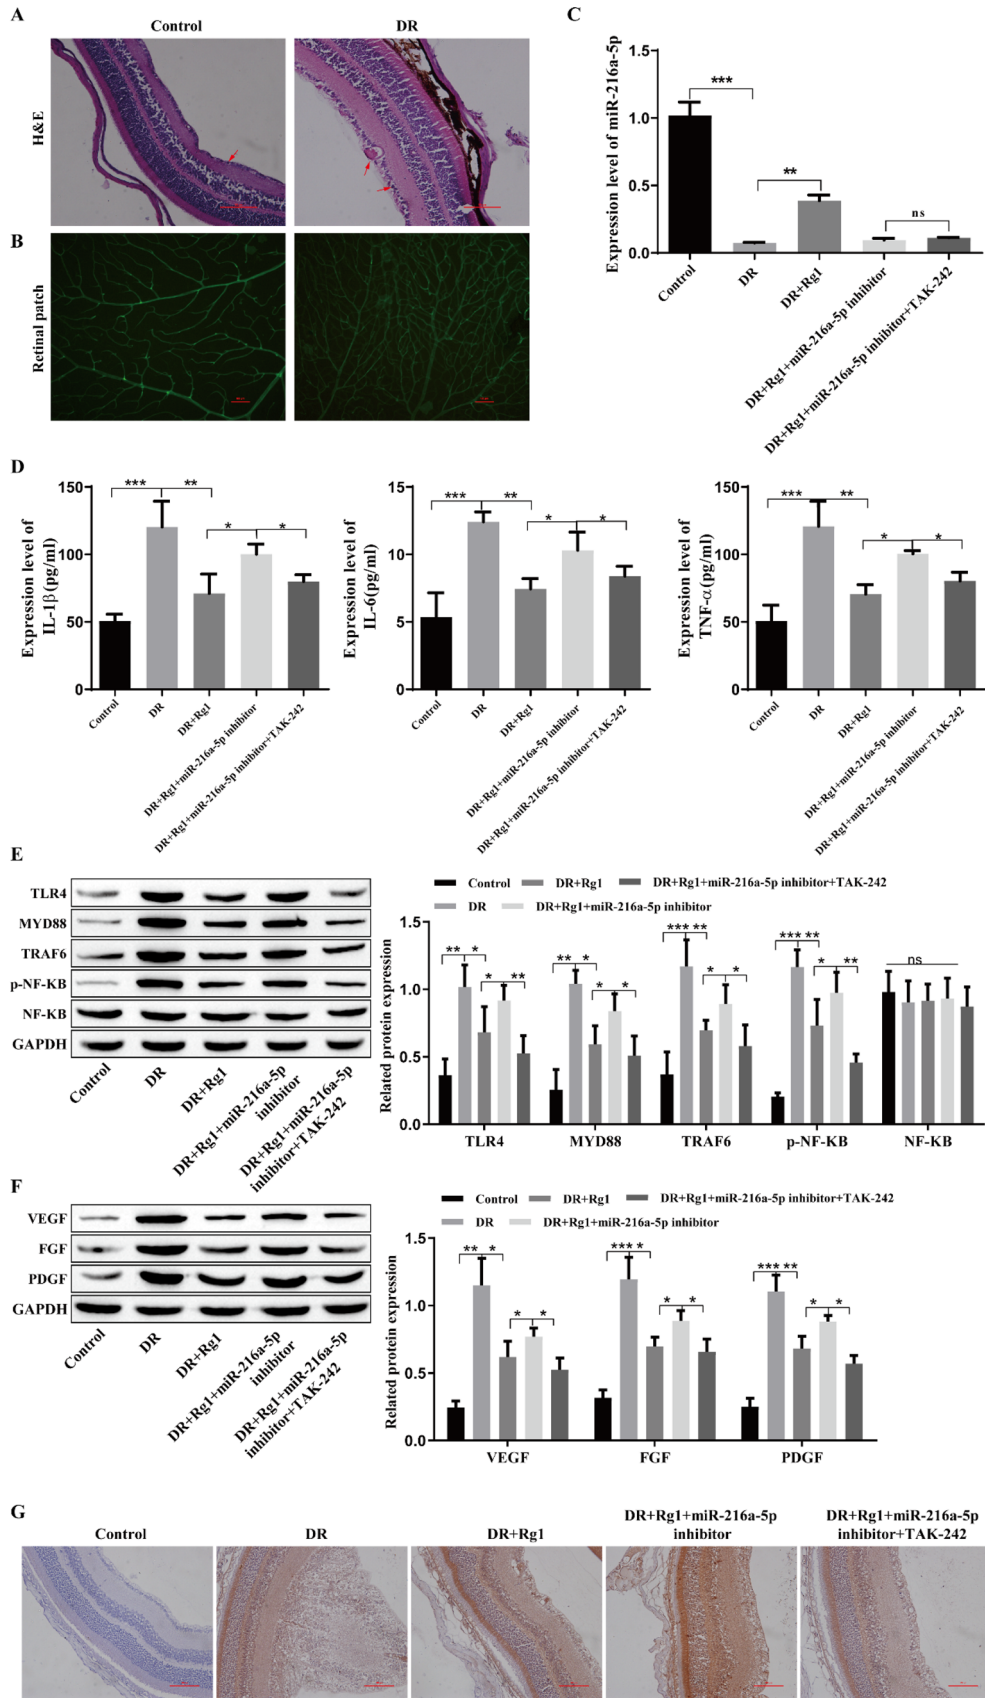 A
Control
DR
H&E
B
Retinal patch
C
Expression level of miR-216a-5p
1.5
1.0
0.5
0.0
***
**
ns
Control
DR
DR+Rg1
DR+Rg1+miR-216a-5p inhibitor
DR+Rg1+miR-216a-5p inhibitor+TAK-242
D
Expression level of
IL-1β(pg/ml)
150
100
50
0
*** **
* *
Control
DR
DR+Rg1
DR+Rg1+miR-216a-5p inhibitor
DR+Rg1+miR-216a-5p inhibitor+TAK-242
Expression level of
IL-6(pg/ml)
15
10
5
0
*** **
* *
Control
DR
DR+Rg1
DR+Rg1+miR-216a-5p inhibitor
DR+Rg1+miR-216a-5p inhibitor+TAK-242
Expression level of
TNF-α(pg/ml)
150
100
50
0
*** **
* *
Control
DR
DR+Rg1
DR+Rg1+miR-216a-5p inhibitor
DR+Rg1+miR-216a-5p inhibitor+TAK-242
E
TLR4
MYD88
TRAF6
p-NF-KB
NF-KB
GAPDH
Control
DR
DR+Rg1
DR+Rg1+miR-216a-5p
inhibitor
DR+Rg1+miR-216a-5p
inhibitor+TAK-242
Control DR+Rg1 DR+Rg1+miR-216a-5p inhibitor+TAK-242
DR DR+Rg1+miR-216a-5p inhibitor
Related protein expression
1.5
1.0
0.5
0.0
** * ** * *** ** *** ** ns
* ** * * * * * **
TLR4 MYD88 TRAF6 p-NF-KB NF-KB
F
VEGF
FGF
PDGF
GAPDH
Control
DR
DR+Rg1
DR+Rg1+miR-216a-5p
inhibitor
DR+Rg1+miR-216a-5p
inhibitor+TAK-242
Control DR+Rg1 DR+Rg1+miR-216a-5p inhibitor+TAK-242
DR DR+Rg1+miR-216a-5p inhibitor
Related protein expression
1.5
1.0
0.5
0.0
** * *** * *** **
* * * * * *
VEGF FGF PDGF
G
Control
DR
DR+Rg1
DR+Rg1+miR-216a-5p
inhibitor
DR+Rg1+miR-216a-5p
inhibitor+TAK-242